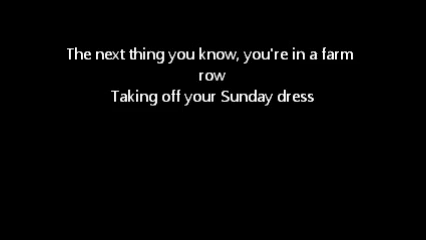 The next thing you know, you're in a farm
row
Taking off your Sunday dress